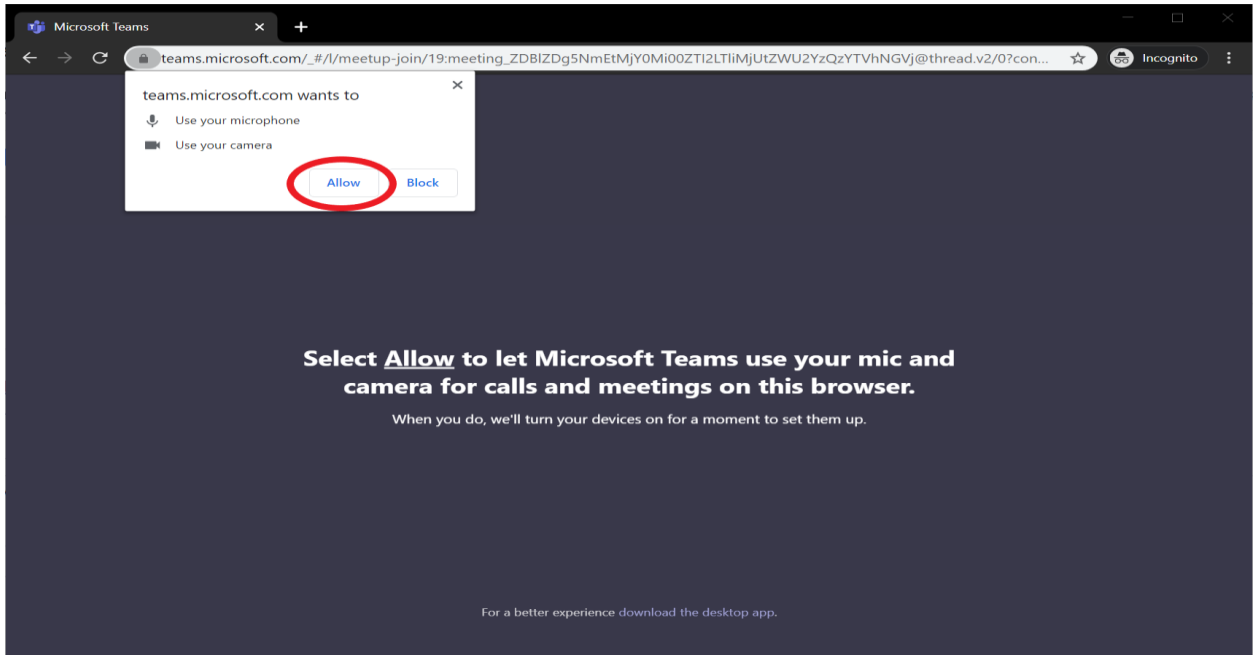 Microsoft Teams
teams.microsoft.com/_#/l/meetup-join/19:meeting_ZDBlZDg5NmEtMjY0Mi00ZTI2LTliMjUtZWU2YzQzYTVhNGVj@thread.v2/0?con...
Incognito
teams.microsoft.com wants to
Use your microphone
Use your camera
Allow Block
Select Allow to let Microsoft Teams use your mic and
camera for calls and meetings on this browser.
When you do, we'll turn your devices on for a moment to set them up.
For a better experience download the desktop app.